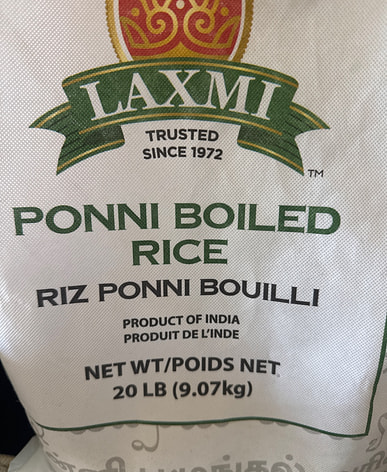 LAXMI
TRUSTED
SINCE 1972
TM
PONNI BOILED
RICE
RIZ PONNI BOUILLI
PRODUCT OF INDIA
PRODUIT DE L'INDE
NET WT/POIDS NET
20 LB (9.07kg)